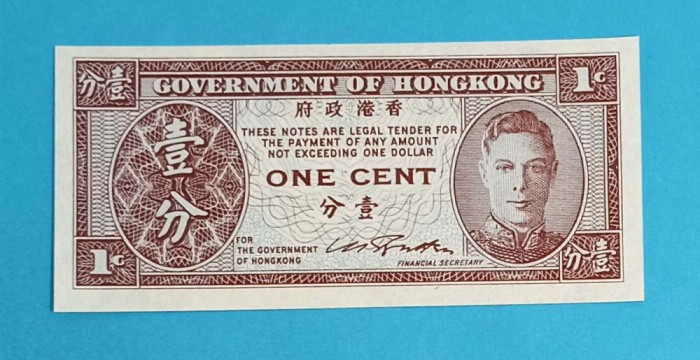 分壹
GOVERNMENT OF HONGKONG
1C
府政港香
THESE NOTES ARE LEGAL TENDER FOR
THE PAYMENT OF ANY AMOUNT
NOT EXCEEDING ONE DOLLAR
壹
分
ONE CENT
分壹
FOR
THE GOVERNMENT
OF HONGKONG
FINANCIAL SECRETARY
1C
分壹